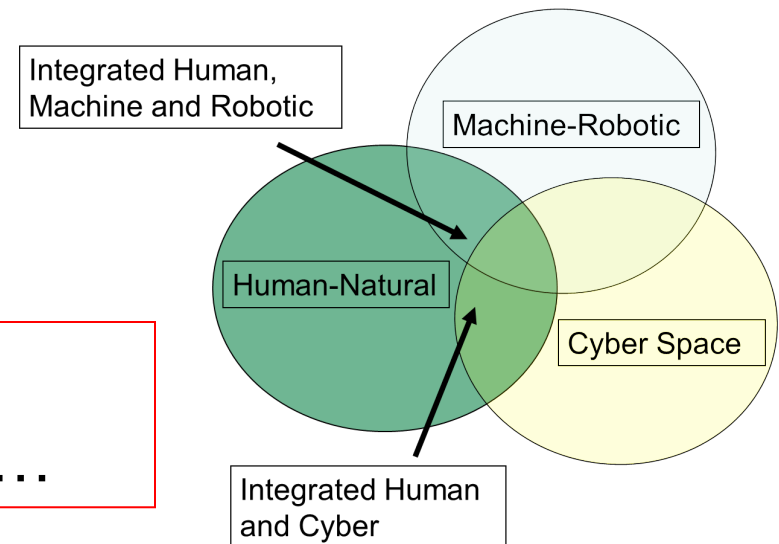 Integrated Human,
Machine and Robotic
Machine-Robotic
Human-Natural
Cyber Space
...
Integrated Human
and Cyber